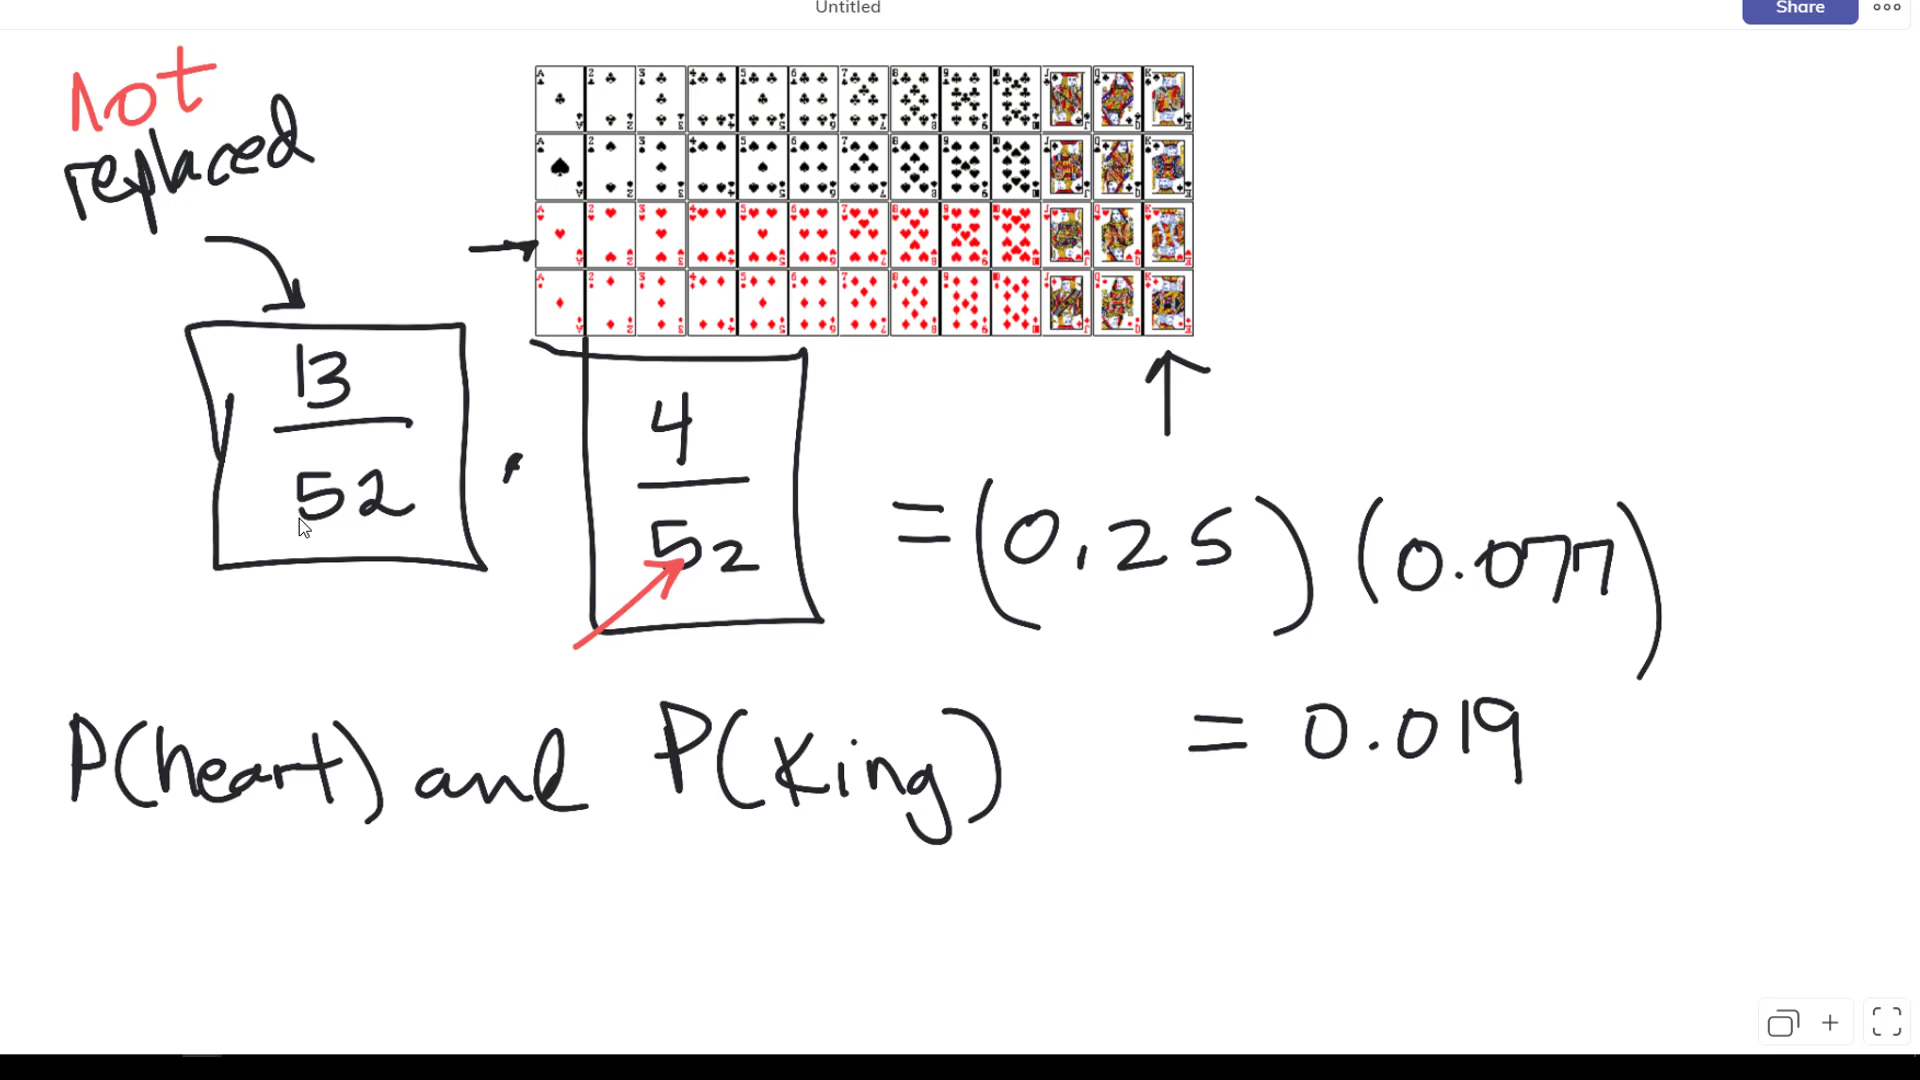 Untitled
Share
Not
replaced
13
52
·
4
52
= (0.25) (0.077)
P(heart) and P(King)
= 0.019